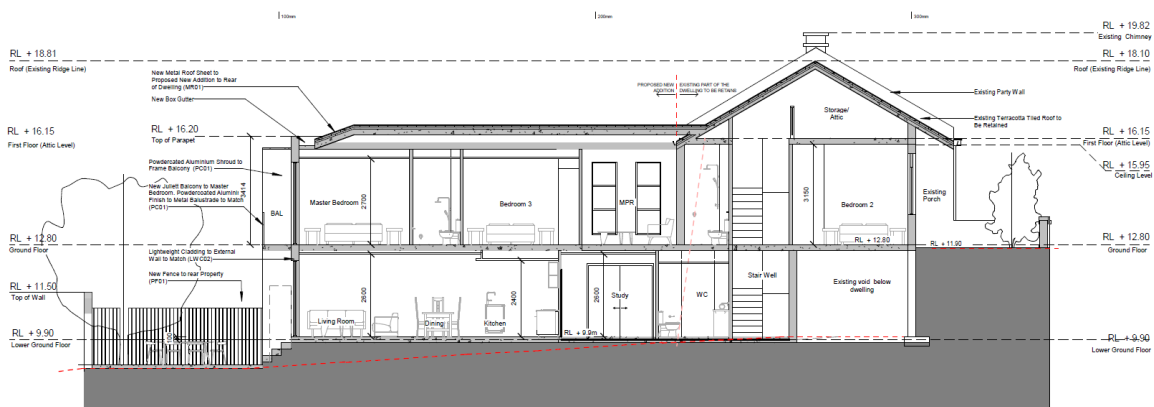 100mm
200mm
300mm
RL + 18.81
Roof (Existing Ridge Line)
RL + 16.15
First Floor (Attic Level)
RL + 12.80
Ground Floor
RL + 11.50
Top of Wall
RL + 9.90
Lower Ground Floor
New Metal Roof Sheet to
Proposed New Addition to Rear
of Dwelling (MR01)
New Box Gutter
RL + 16.20
Top of Parapet
Powdercated Aluminium Shroud to
Frame Balcony (PC01)
New Juliett Balcony to Master
Bedroom, Powdercoated Alumini
Finish to Metal Balustrade to Match
(PC01)
Lightweight Cladding to External
Wall to Match (LWC02)
New Fence to rear Property
(PF01)
3414
BAL
Master Bedroom
2700
Bedroom 3
MPR
PROPOSED NEW
ADDITION
EXISTING PART OF THE
DWELLING TO BE RETAINS
Storage/
Attic
3150
Bedroom 2
RL + 12.80
Existing
Porch
RL + 11.90
Living Room
2600
Dining
Kitchen
2400
2600
Study
RL + 9.9m
WC
Stair Well
Existing void below
dwelling
RL + 19.82
Existing Chimney
RL + 18.10
Roof (Existing Ridge Line)
Existing Party Wall
Existing Terracotta Tiled Roof to
be Retained
RL + 16.15
First Floor (Attic Level)
RL + 15.95
Ceiling Level
RL + 12.80
Ground Floor
RL + 9.90
Lower Ground Floor